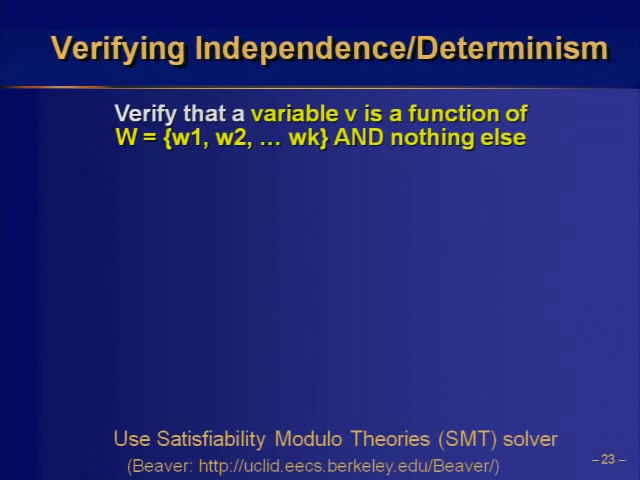 Verifying Independence/Determinism
Verify that a variable v is a function of
W = {w1, w2, … wk} AND nothing else
Use Satisfiability Modulo Theories (SMT) solver
(Beaver: http://uclid.eecs.berkeley.edu/Beaver/)
– 23 –